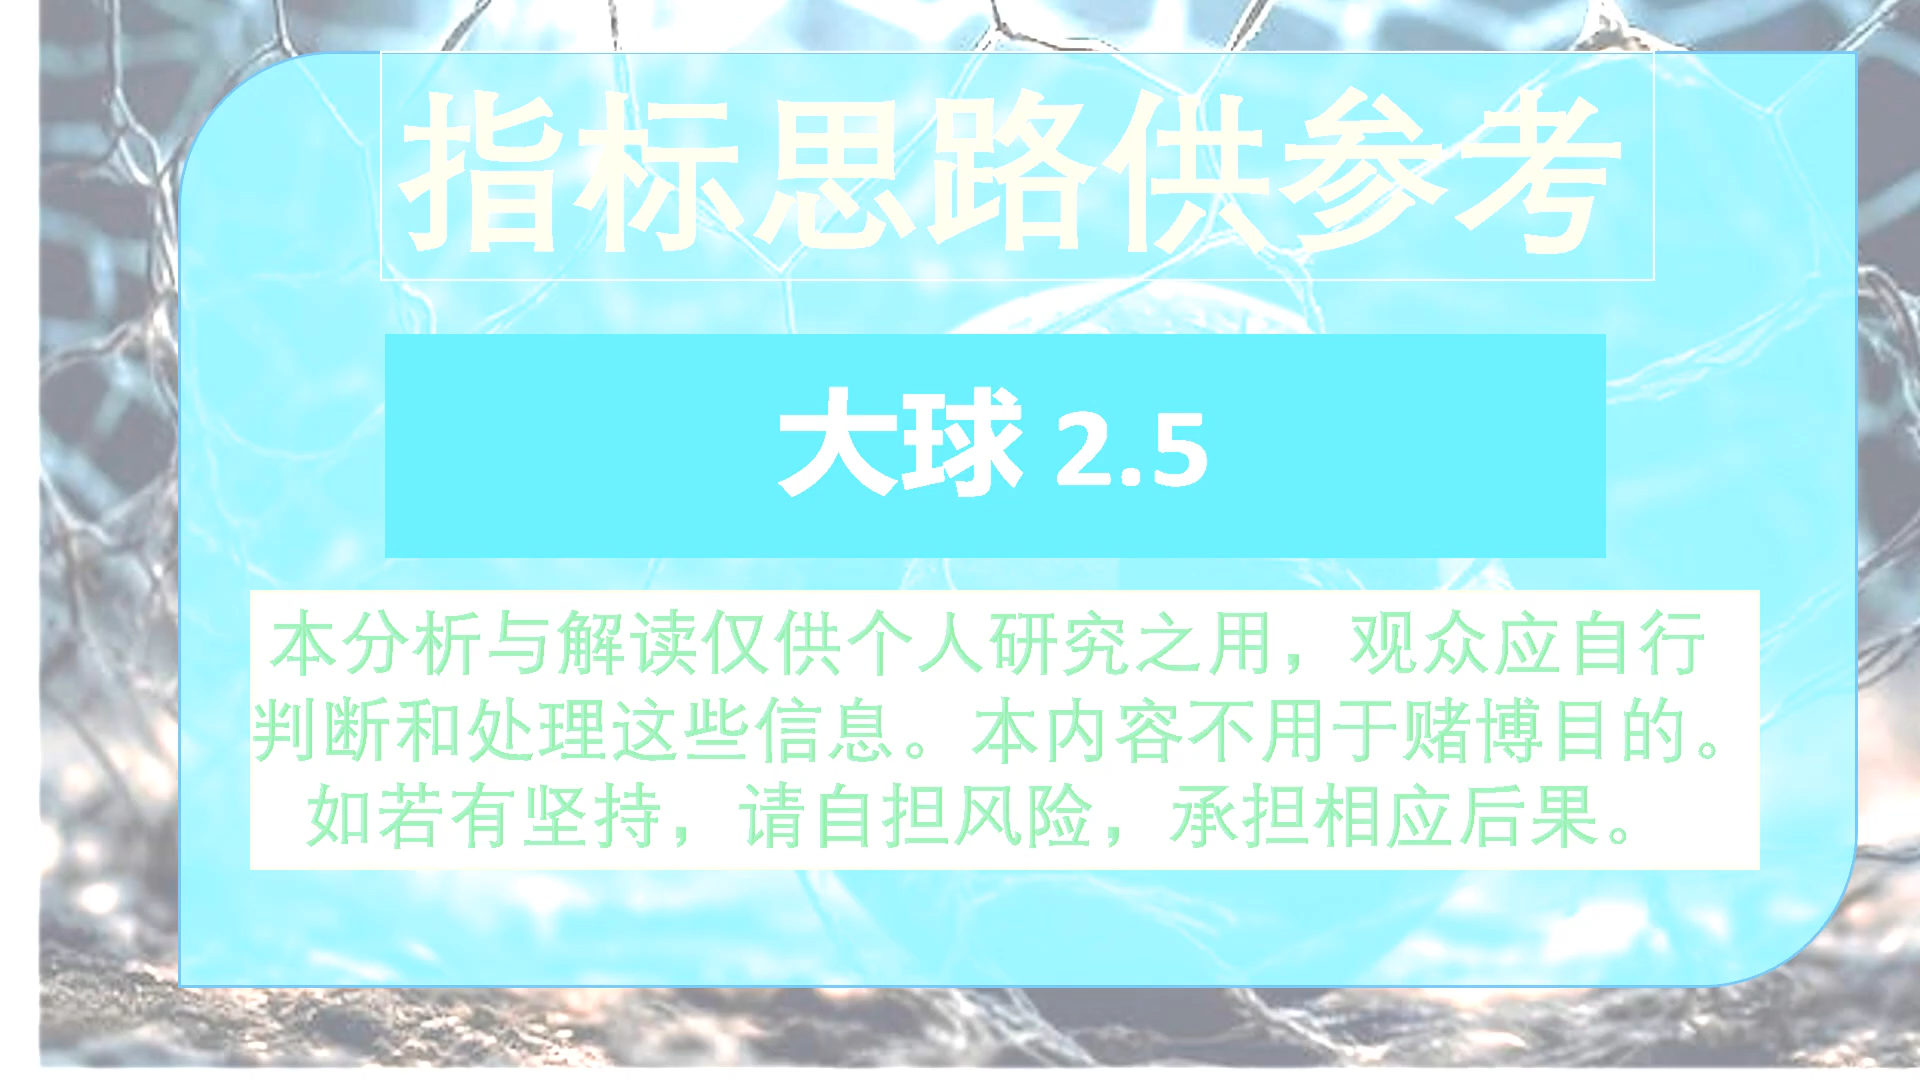 指标思路供参考
大球 2.5
本分析与解读仅供个人研究之用，观众应自行
判断和处理这些信息。本内容不用于赌博目的。
如若有坚持，请自担风险，承担相应后果。